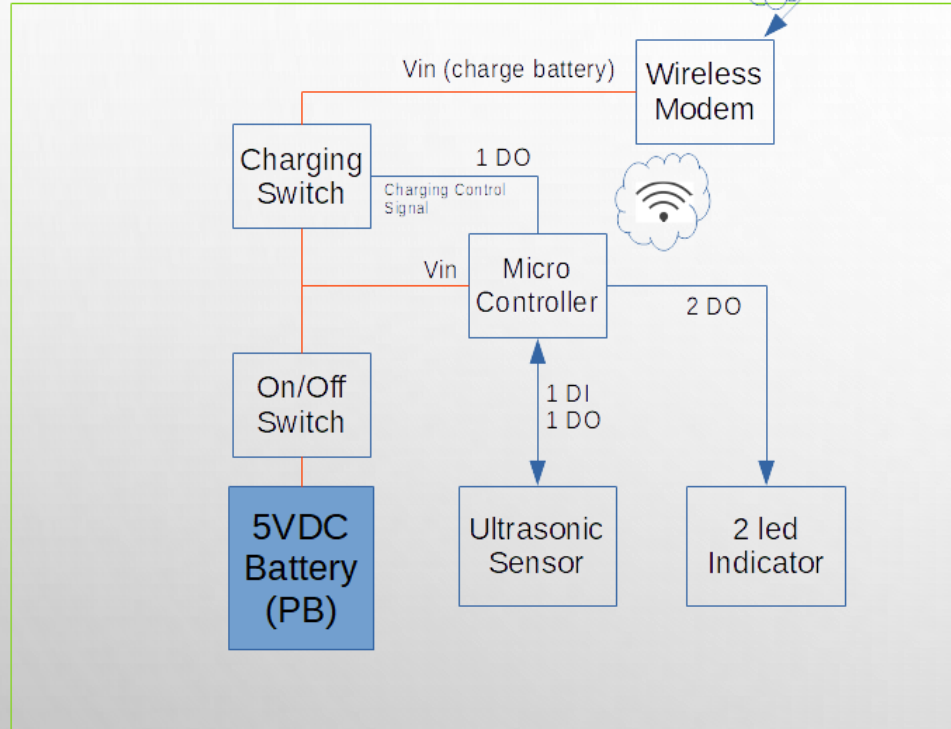 Vin (charge battery)
Wireless
Modem
Charging
Switch
1 DO
Charging Control
Signal
Vin
Micro
Controller
2 DO
On/Off
Switch
1 DI
1 DO
5VDC
Battery
(PB)
Ultrasonic
Sensor
2 led
Indicator